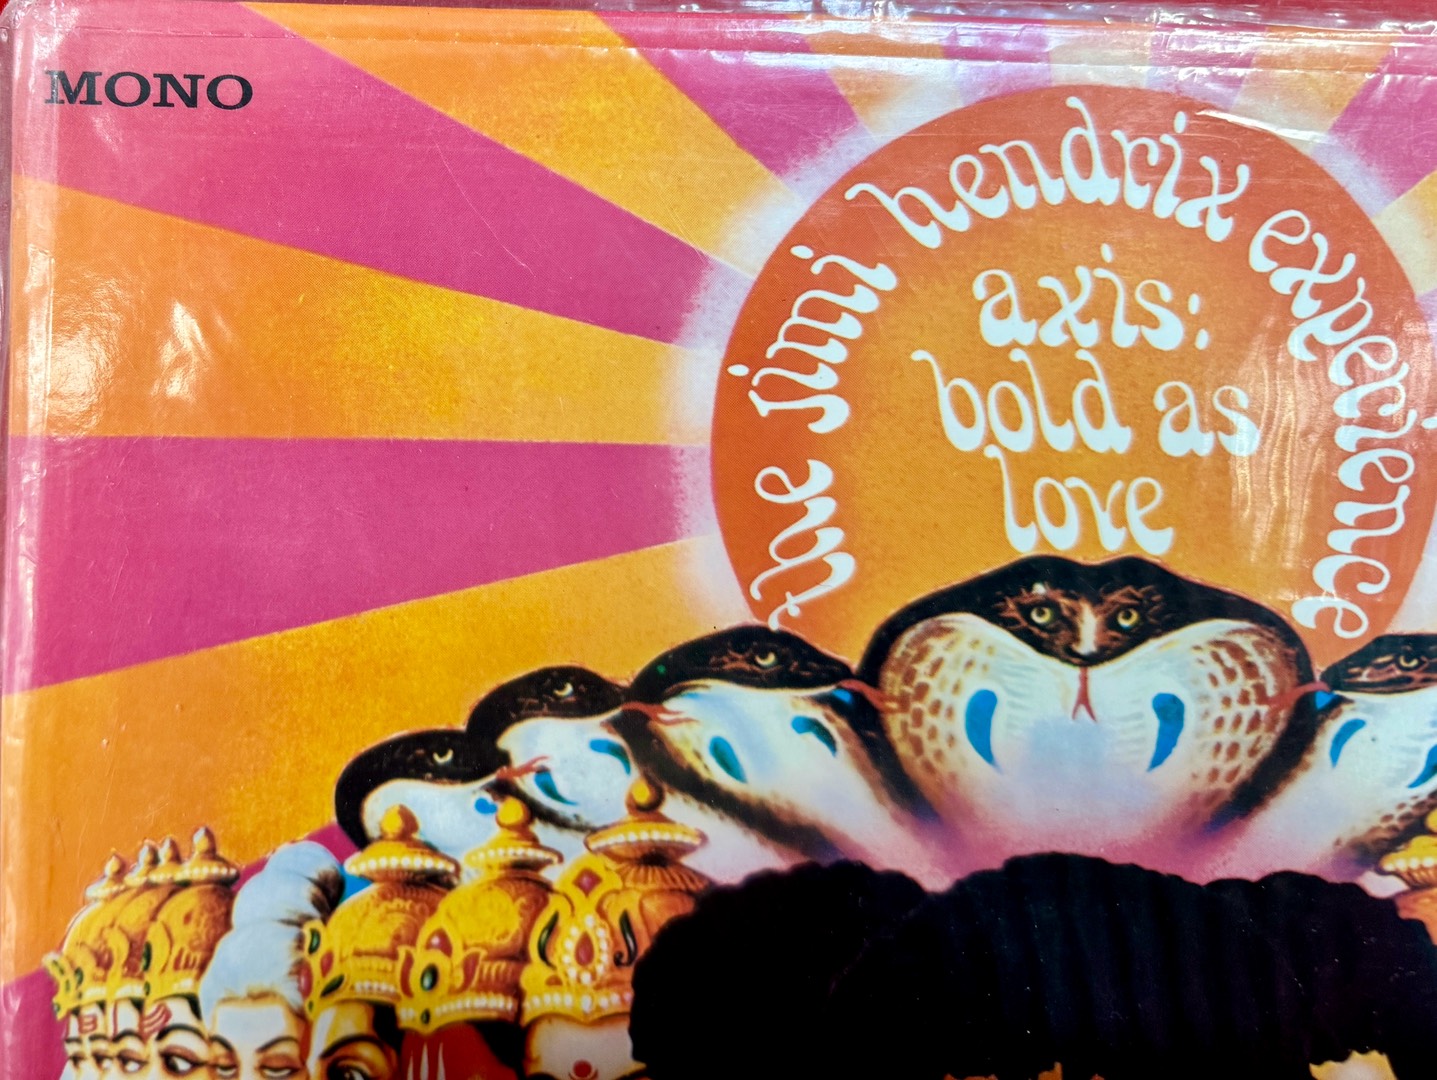 MONO
the jimi hendrix experience
axis:
bold as
love